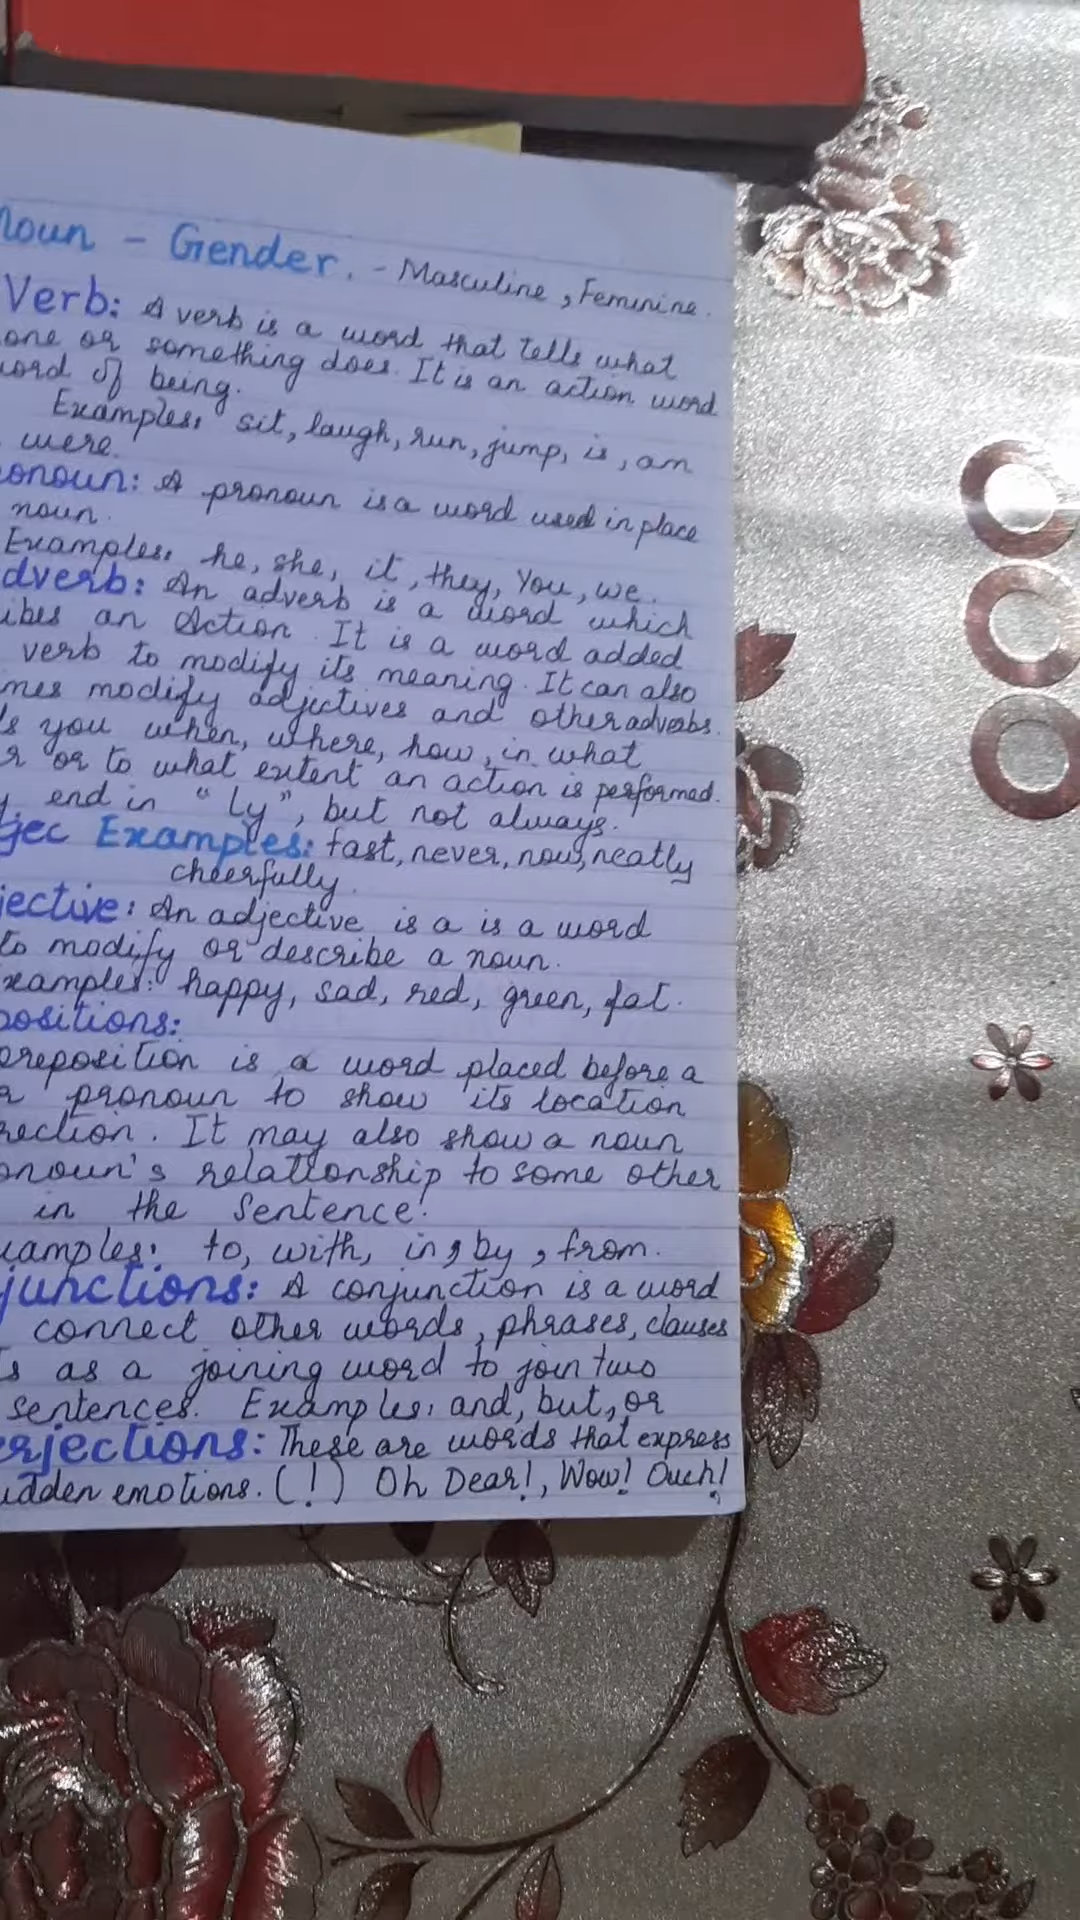 noun - Gender. - Masculine, Feminine.
Verb: A verb is a word that tells what
one or something does. It is an action word
word of being.
Examples: sit, laugh, run, jump, is, am
were.
onoun: A pronoun is a word used in place
noun.
Examples: he, she, it, they, You, we.
dverb: An adverb is a word which
ibes an Action. It is a word added
verb to modify its meaning. It can also
mes modify adjectives and other adverbs.
ls you when, where, how, in what
r or to what extent an action is performed.
y end in "Ly", but not always.
jec Examples: fast, never, now, neatly
cheerfully.
jective: An adjective is a is a word
to modify or describe a noun.
xamples: happy, sad, red, green, fat.
positions:
preposition is a word placed before a
a pronoun to show its location
rection. It may also show a noun
onoun's relationship to some other
in the Sentence.
xamples: to, with, in, by, from.
junctions: A conjunction is a word
connect other words, phrases, clauses
ts as a joining word to join two
sentences. Examples: and, but, or
erjections: These are words that express
udden emotions. (!) Oh Dear!, Wow! Ouch!